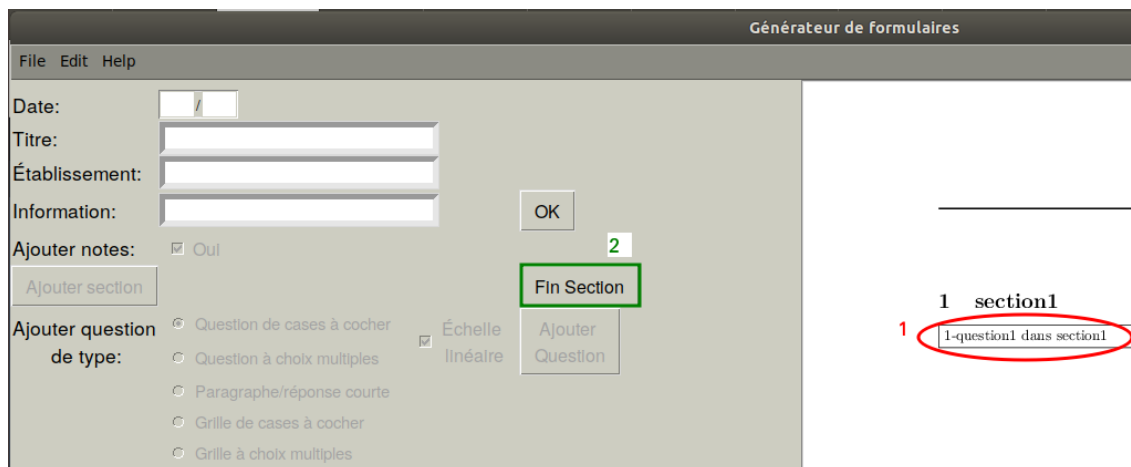 Générateur de formulaires
File Edit Help
Date: /
Titre:
Établissement:
Information: OK
Ajouter notes: Oui
2
Ajouter section Fin Section
1 section1
Ajouter question de type:
Question de cases à cocher
Échelle linéaire
Ajouter Question
1 1-question1 dans section1
Question à choix multiples
Paragraphe/réponse courte
Grille de cases à cocher
Grille à choix multiples